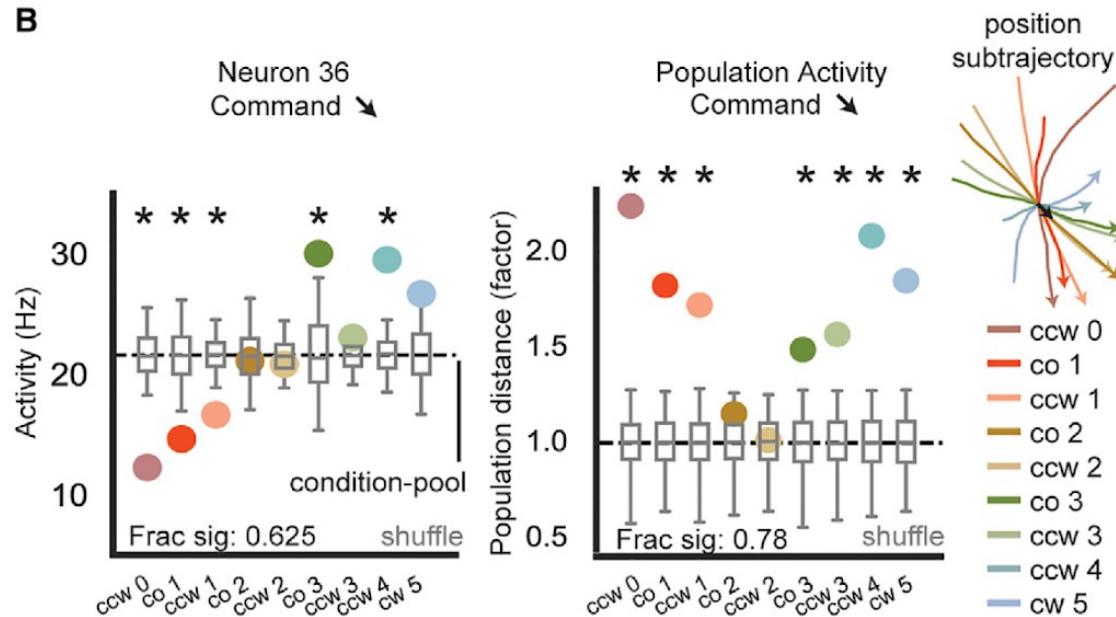 B
Neuron 36
Command
Population Activity
Command
position
subtrajectory
Activity (Hz)
30
20
10
* * * * *
condition-pool
Frac sig: 0.625
shuffle
ccw 0
co 1
ccw 1
co 2
ccw 2
co 3
ccw 3
ccw 4
cw 5
Population distance (factor)
2.0
1.5
1.0
0.5
* * * * * * *
Frac sig: 0.78
shuffle
ccw 0
co 1
ccw 1
co 2
ccw 2
co 3
ccw 3
ccw 4
cw 5
ccw 0
co 1
ccw 1
co 2
ccw 2
co 3
ccw 3
ccw 4
cw 5